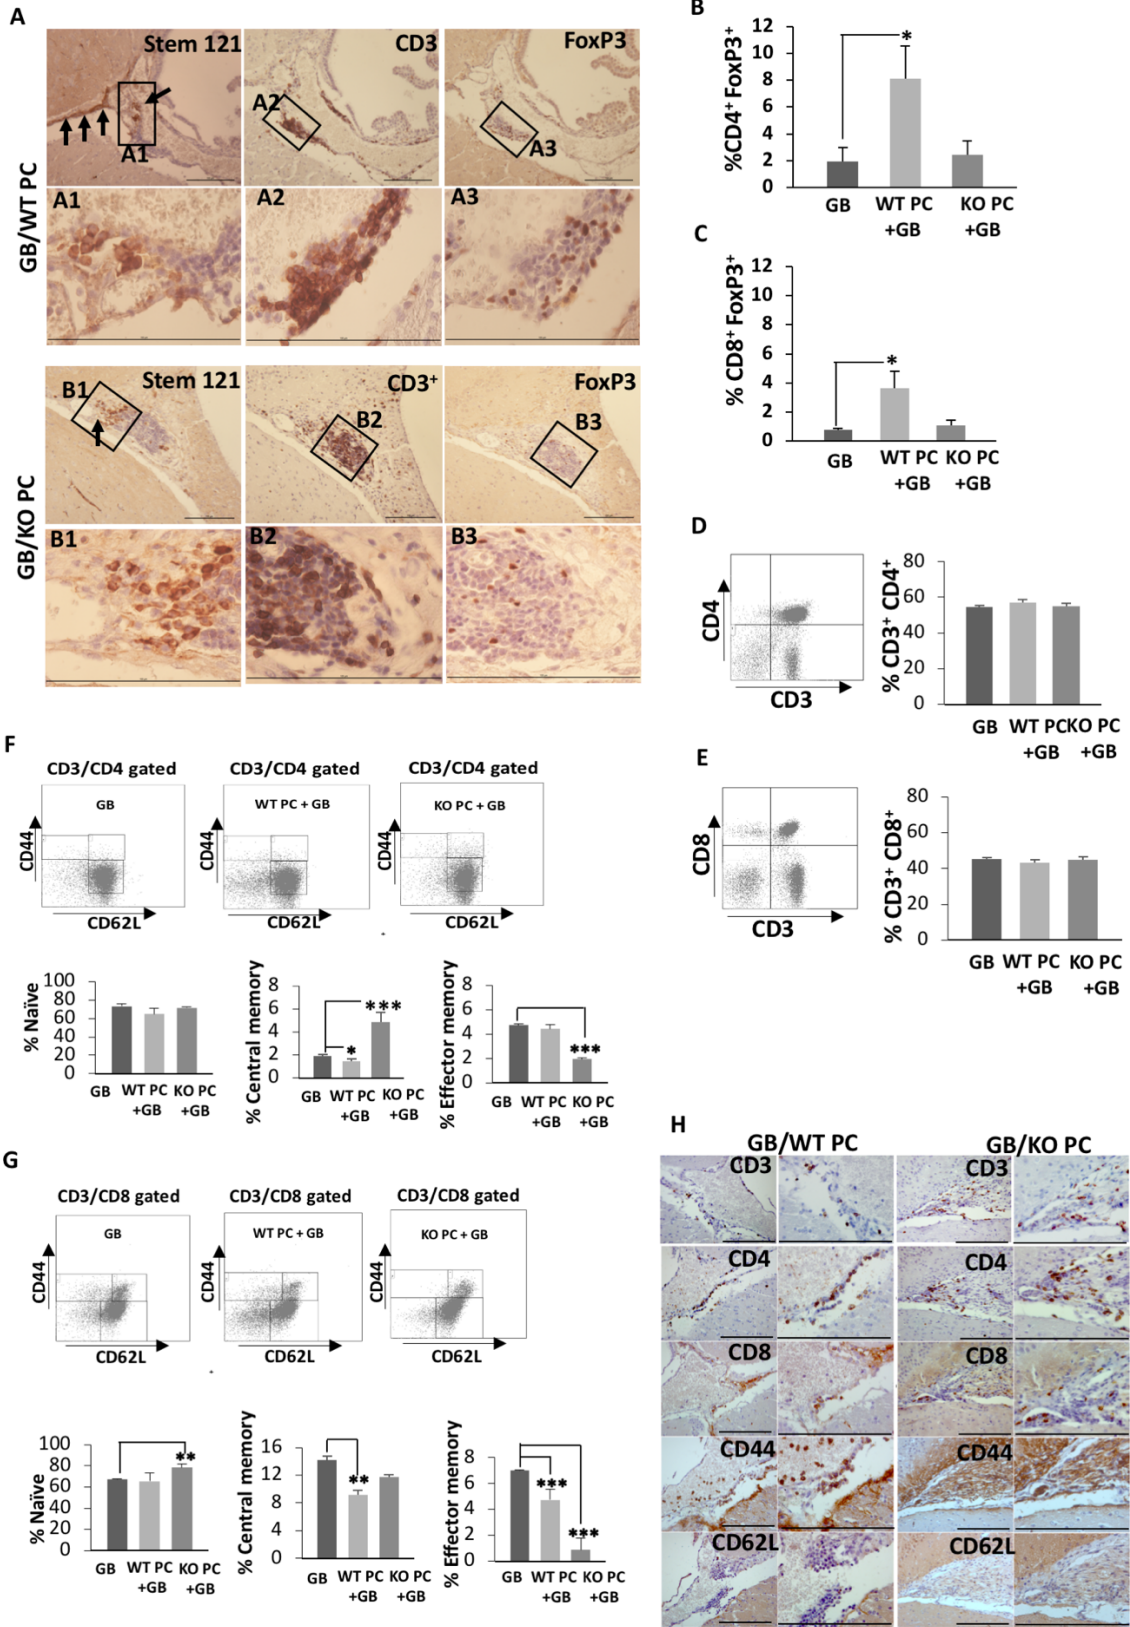 A
Stem 121
CD3
FoxP3
A1
A2
A3
GB/WT PC
A1
A2
A3
B1
Stem 121
B2
CD3+
B3
FoxP3
GB/KO PC
B1
B2
B3
B
%CD4+ FoxP3+
12
10
8
6
4
2
0
*
GB
WT PC
+GB
KO PC
+GB
C
% CD8+ FoxP3+
12
10
8
6
4
2
0
*
GB
WT PC
+GB
KO PC
+GB
D
CD4
CD3
% CD3+ CD4+
80
60
40
20
0
GB
WT PC
+GB
KO PC
+GB
E
CD8
CD3
% CD3+ CD8+
80
60
40
20
0
GB
WT PC
+GB
KO PC
+GB
F
CD3/CD4 gated
CD3/CD4 gated
CD3/CD4 gated
GB
WT PC + GB
KO PC + GB
CD44
CD44
CD44
CD62L
CD62L
CD62L
% Naïve
100
80
60
40
20
0
GB
WT PC
+GB
KO PC
+GB
% Central memory
8
6
4
2
0
*
***
GB
WT PC
+GB
KO PC
+GB
% Effector memory
8
6
4
2
0
***
GB
WT PC
+GB
KO PC
+GB
G
CD3/CD8 gated
CD3/CD8 gated
CD3/CD8 gated
GB
WT PC + GB
KO PC + GB
CD44
CD44
CD44
CD62L
CD62L
CD62L
% Naïve
100
80
60
40
20
0
**
GB
WT PC
+GB
KO PC
+GB
% Central memory
16
12
8
4
0
**
GB
WT PC
+GB
KO PC
+GB
% Effector memory
8
6
4
2
0
***
***
GB
WT PC
+GB
KO PC
+GB
H
GB/WT PC
GB/KO PC
CD3
CD3
CD4
CD4
CD8
CD8
CD44
CD44
CD62L
CD62L